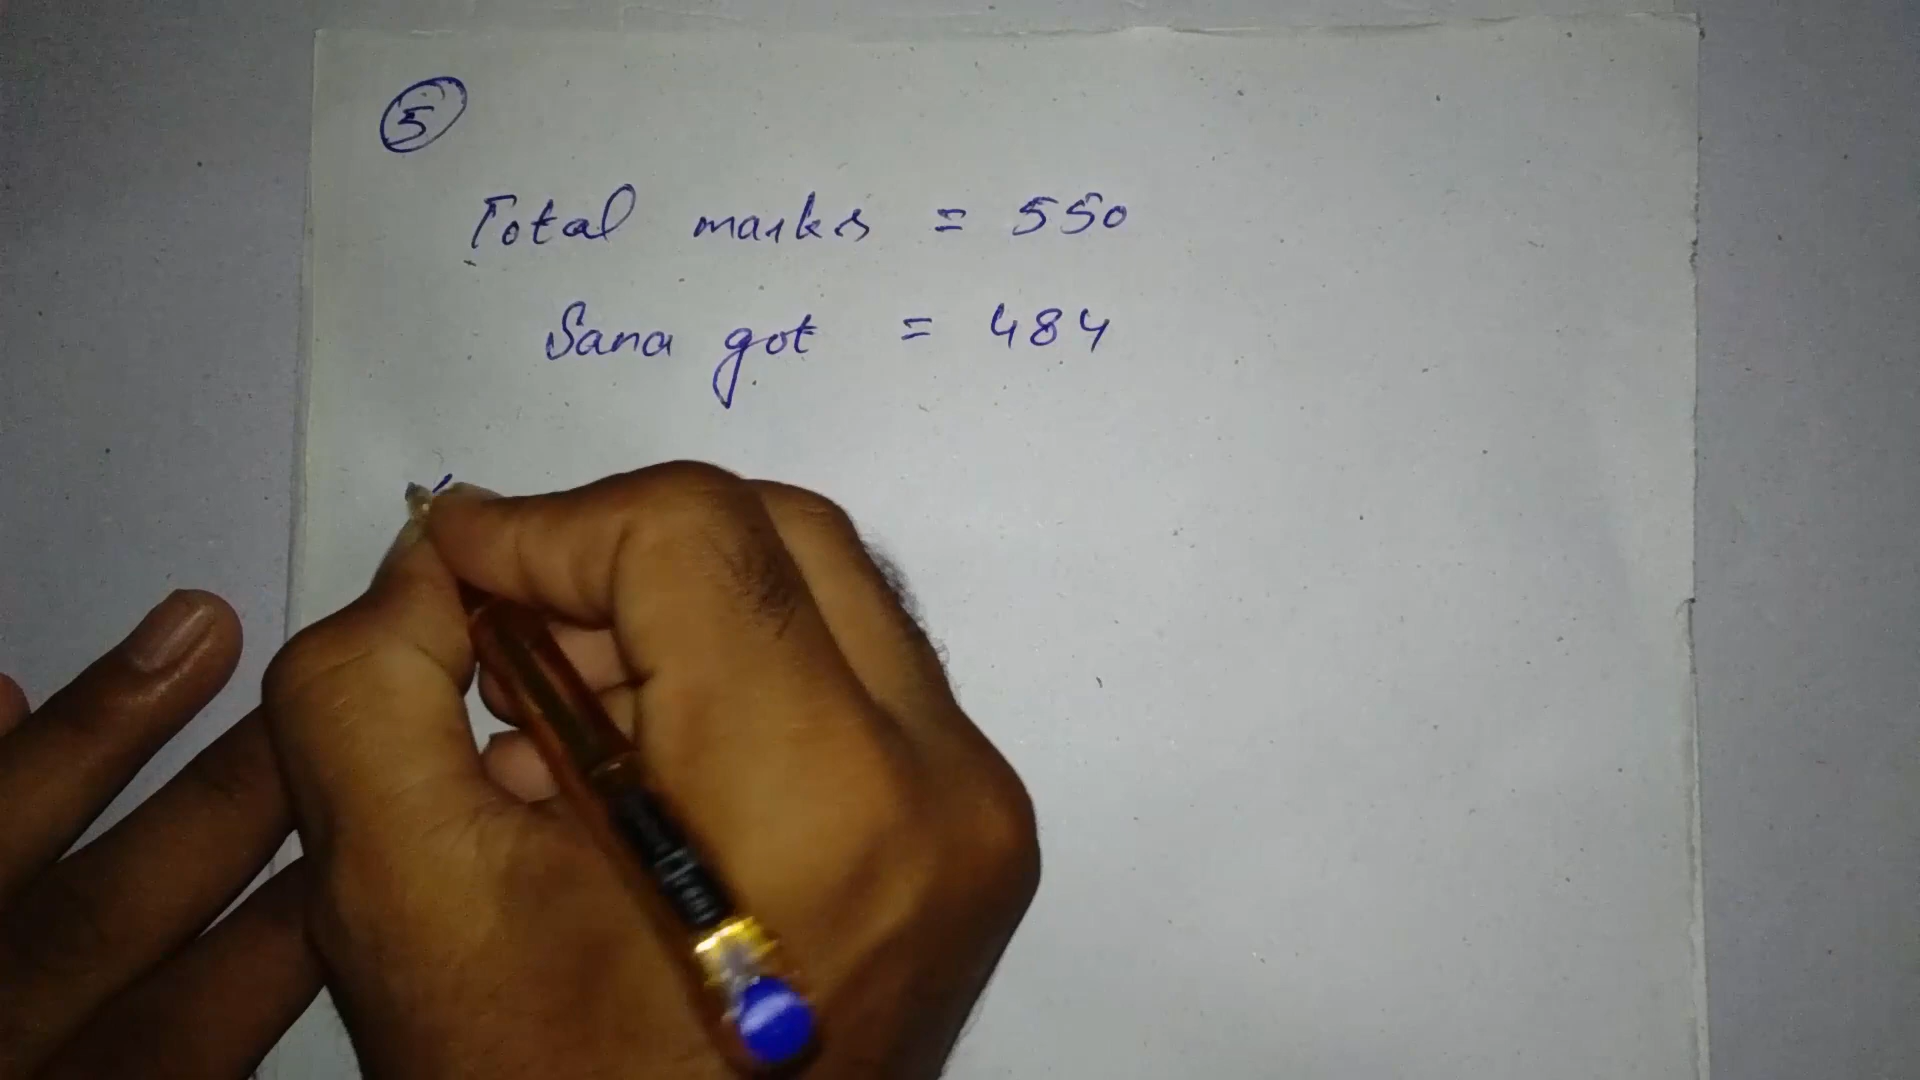 5
Total marks = 550
Sana got = 484